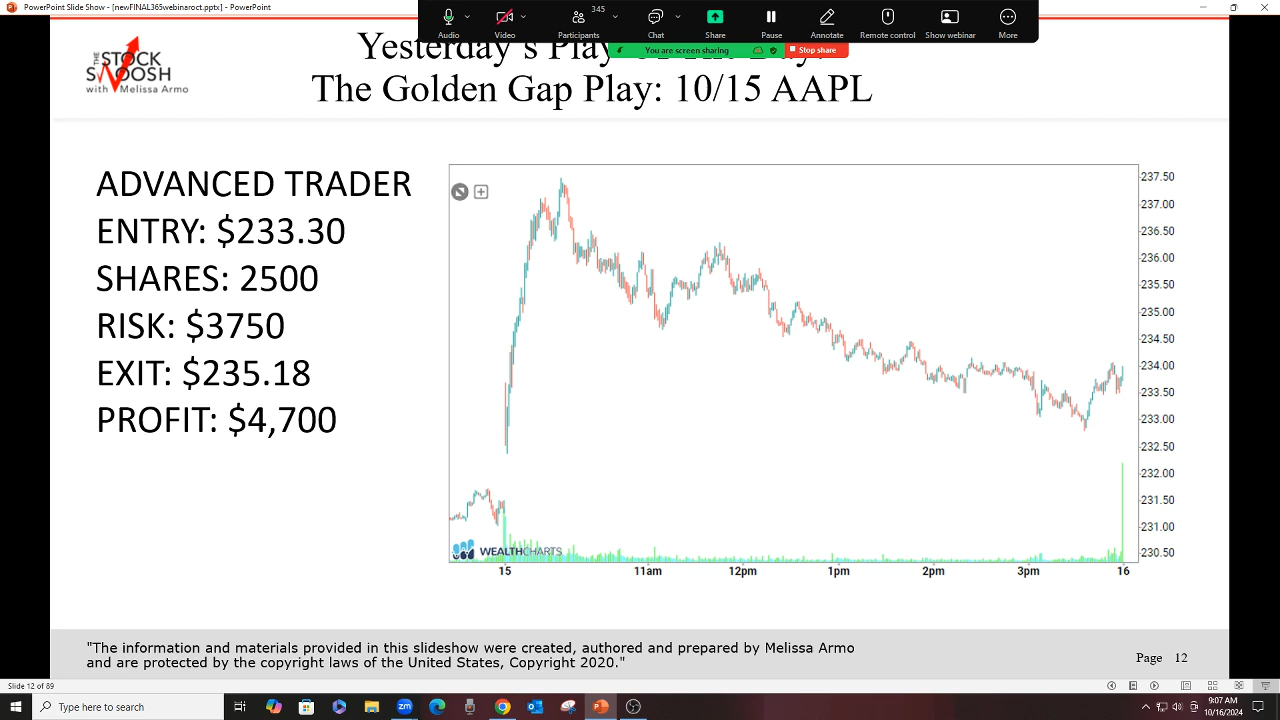 PowerPoint Slide Show - [newFINAL365webinaroct.pptx] - PowerPoint
345
Audio Video Participants Chat Share Pause Annotate Remote control Show webinar More
You are screen sharing Stop share
THE STOCK SWOOSH
with Melissa Armo
Yesterday's Play
The Golden Gap Play: 10/15 AAPL
ADVANCED TRADER
ENTRY: $233.30
SHARES: 2500
RISK: $3750
EXIT: $235.18
PROFIT: $4,700
237.50
237.00
236.50
236.00
235.50
235.00
234.50
234.00
233.50
233.00
232.50
232.00
231.50
231.00
230.50
WEALTHCHARTS
15 11am 12pm 1pm 2pm 3pm 16
"The information and materials provided in this slideshow were created, authored and prepared by Melissa Armo
and are protected by the copyright laws of the United States, Copyright 2020."
Page 12
Slide 12 of 89
Type here to search
9:07 AM
10/16/2024